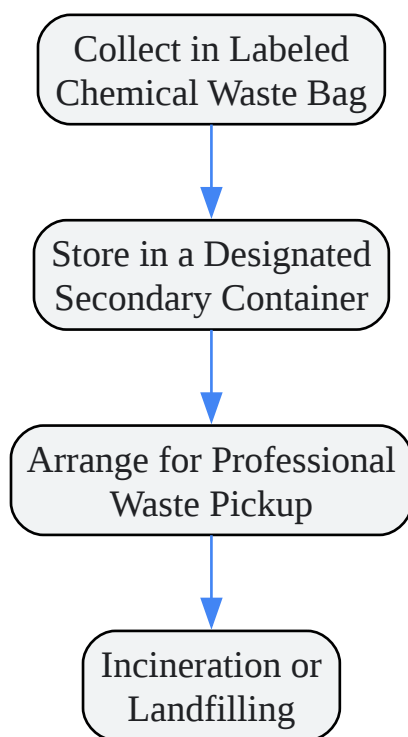 Collect in Labeled
Chemical Waste Bag
Store in a Designated
Secondary Container
Arrange for Professional
Waste Pickup
Incineration or
Landfilling